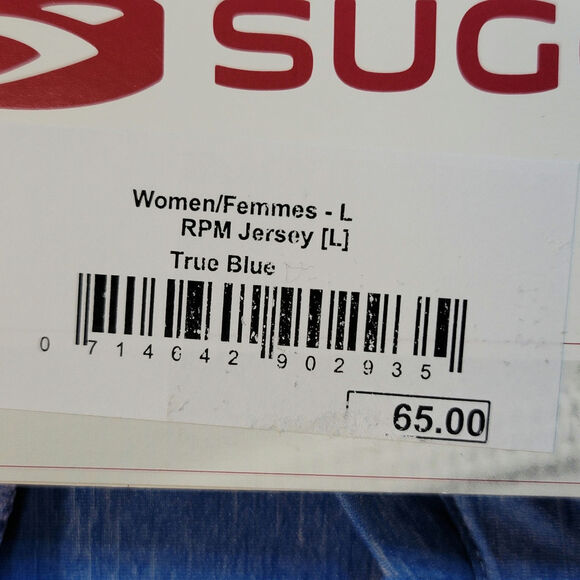 SUG
Women/Femmes - L
RPM Jersey [L]
True Blue
0 714642 902935
65.00